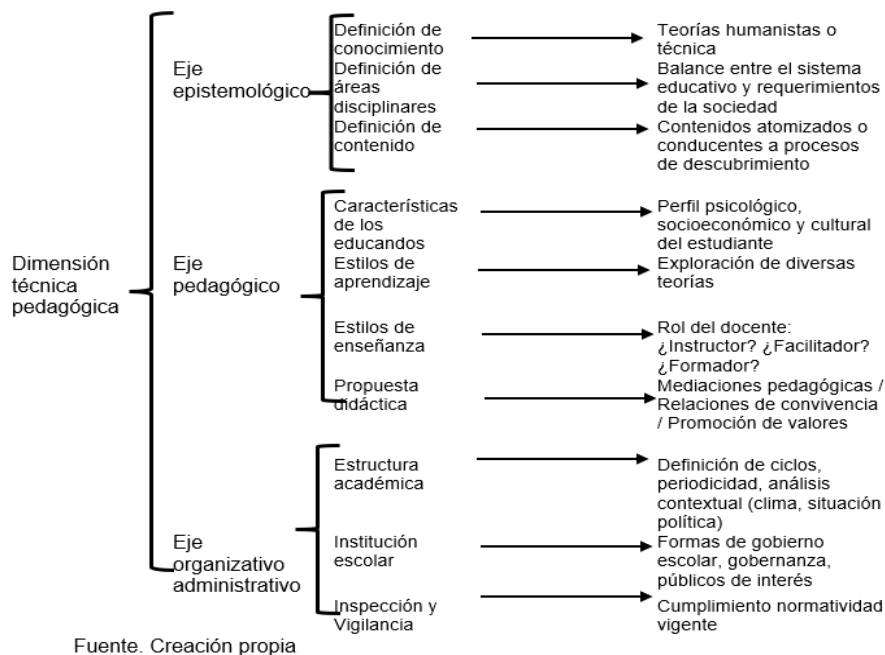 Dimensión
técnica
pedagógica
Eje
epistemológico
Definición de
conocimiento
Teorías humanistas o
técnica
Definición de
áreas
disciplinares
Balance entre el sistema
educativo y requerimientos
de la sociedad
Definición de
contenido
Contenidos atomizados o
conducentes a procesos
de descubrimiento
Eje
pedagógico
Características
de los
educandos
Perfil psicológico,
socioeconómico y cultural
del estudiante
Estilos de
aprendizaje
Exploración de diversas
teorías
Estilos de
enseñanza
Rol del docente:
¿Instructor? ¿Facilitador?
¿Formador?
Propuesta
didáctica
Mediaciones pedagógicas /
Relaciones de convivencia
/ Promoción de valores
Eje
organizativo
administrativo
Estructura
académica
Definición de ciclos,
periodicidad, análisis
contextual (clima, situación
política)
Institución
escolar
Formas de gobierno
escolar, gobernanza,
públicos de interés
Inspección y
Vigilancia
Cumplimiento normatividad
vigente
Fuente. Creación propia